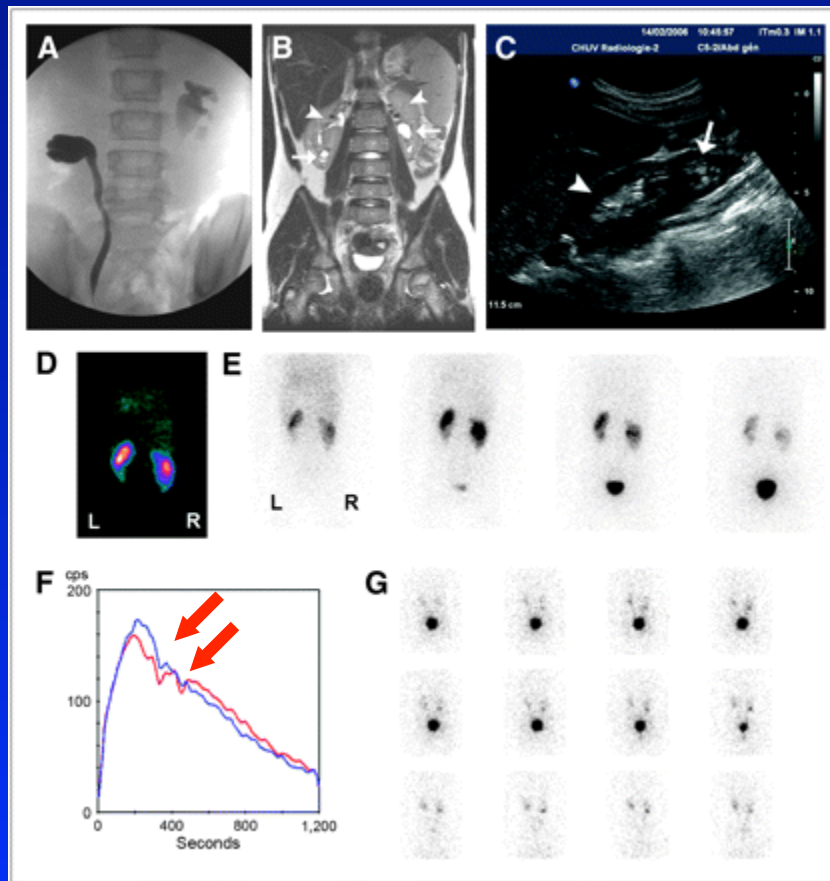 A
B
C
14/02/2006 10:45:57 ITm0.3 IM 1.1
CHUV Radiologie-2 C5-2/Abd gén
0
5
10
11.5 cm
D
E
L R
L R
F
cps
200
100
0
0 400 800 1,200
Seconds
G